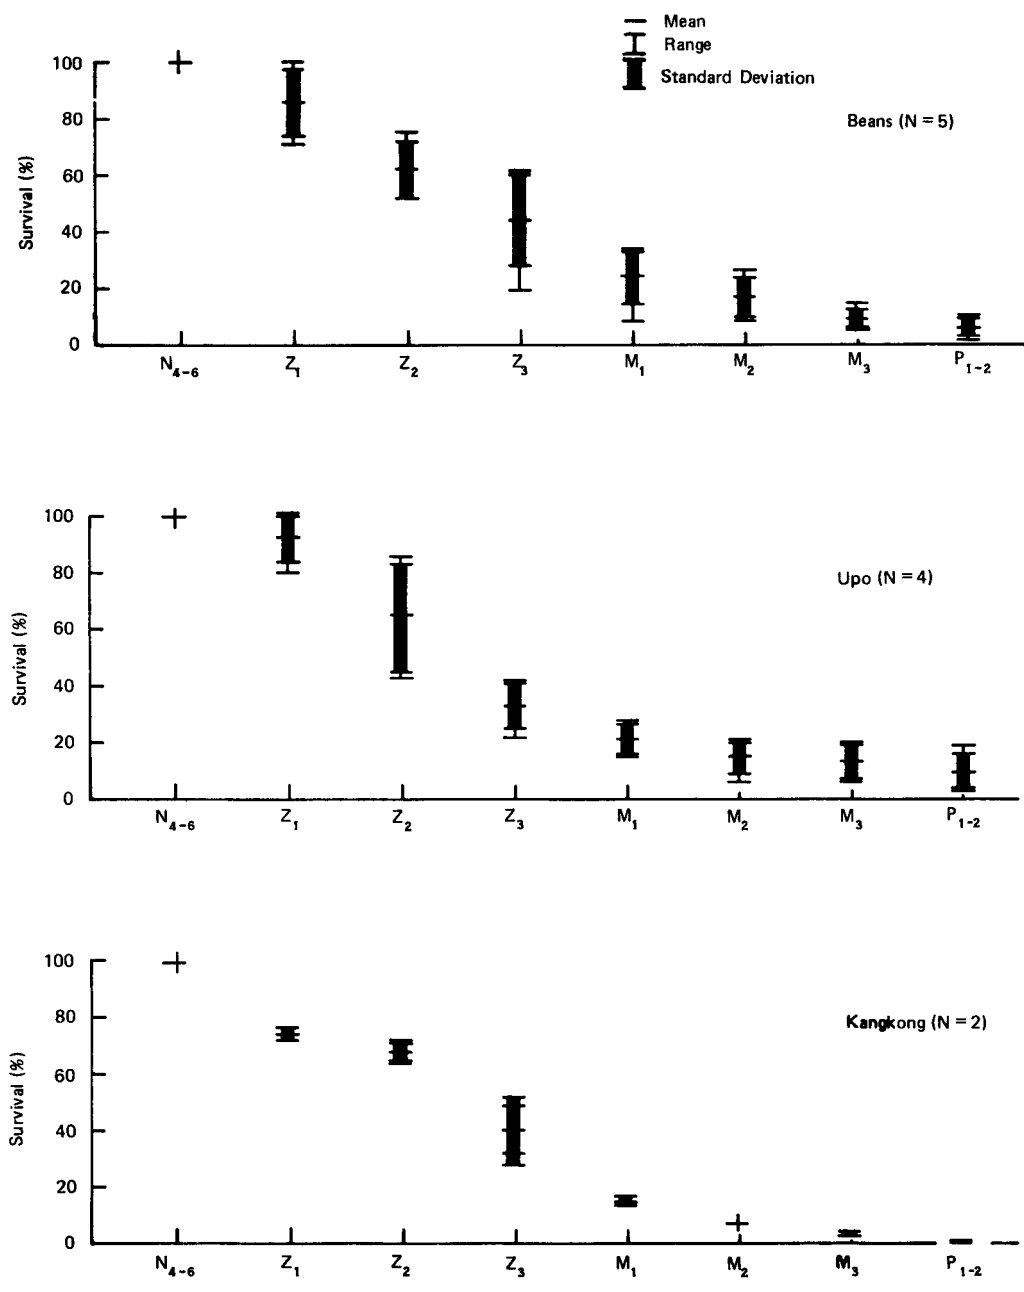 Mean
Range
Standard Deviation
Beans (N = 5)
Survival (%)
100
80
60
40
20
0
N4-6 Z1 Z2 Z3 M1 M2 M3 P1-2
Upo (N = 4)
Survival (%)
100
80
60
40
20
0
N4-6 Z1 Z2 Z3 M1 M2 M3 P1-2
Kangkong (N = 2)
Survival (%)
100
80
60
40
20
0
N4-6 Z1 Z2 Z3 M1 M2 M3 P1-2